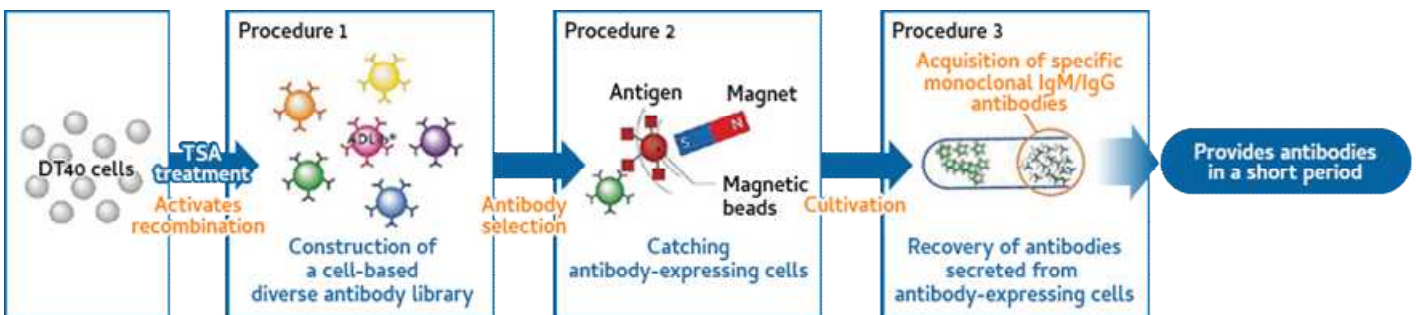 DT40 cells
TSA
treatment
Activates
recombination
Procedure 1
Construction of
a cell-based
diverse antibody library
Antibody
selection
Procedure 2
Antigen
Magnet
S
N
Magnetic
beads
Catching
antibody-expressing cells
Cultivation
Procedure 3
Acquisition of specific
monoclonal IgM/IgG
antibodies
Recovery of antibodies
secreted from
antibody-expressing cells
Provides antibodies
in a short period